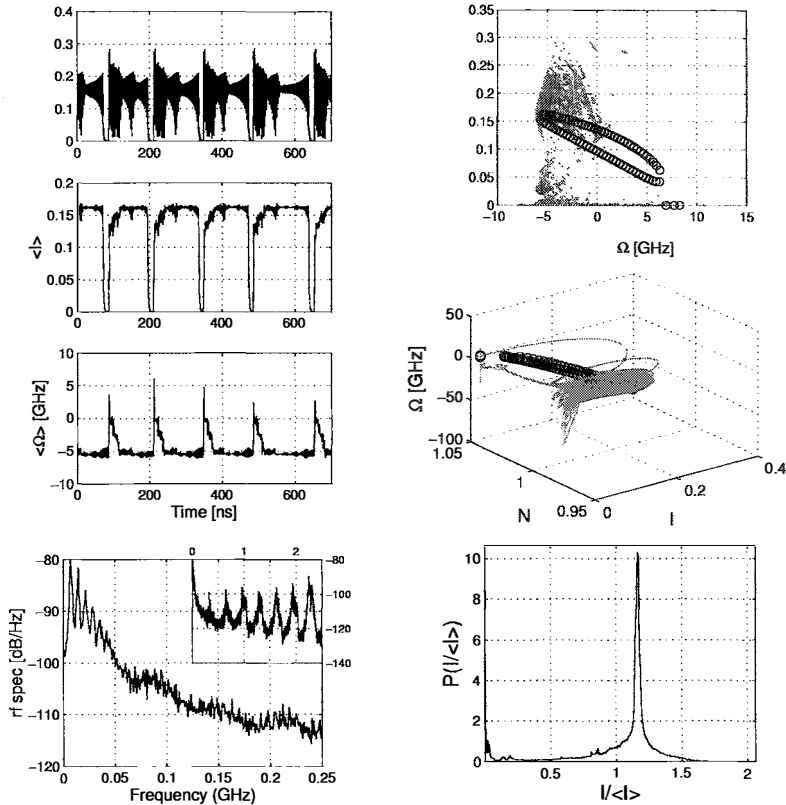 0.4
0.3
0.2
0.1
0
0 200 400 600
0.2
0.15
0.1
0.05
0
0 200 400 600
<I>
10
5
0
−5
−10
0 200 400 600
<Ω> [GHz]
Time [ns]
−80
−90
−100
−110
−120
0 0.05 0.1 0.15 0.2 0.25
rf spec [dB/Hz]
Frequency (GHz)
0 1 2
−80
−100
−120
−140
0.35
0.3
0.25
0.2
0.15
0.1
0.05
0
−10 −5 0 5 10 15
Ω [GHz]
50
0
−50
−100
Ω [GHz]
1.05
1
0.95
N
0
0.2
0.4
I
10
8
6
4
2
0
0.5 1 1.5 2
P(I/<I>)
I/<I>